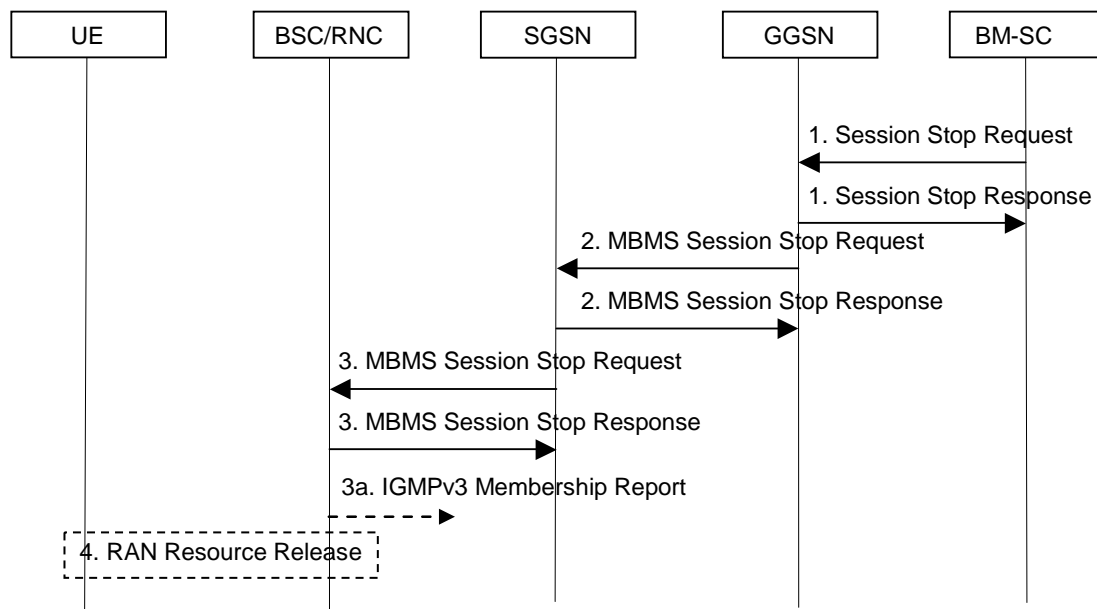 UE
BSC/RNC
SGSN
GGSN
BM-SC
1. Session Stop Request
1. Session Stop Response
2. MBMS Session Stop Request
2. MBMS Session Stop Response
3. MBMS Session Stop Request
3. MBMS Session Stop Response
3a. IGMPv3 Membership Report
4. RAN Resource Release